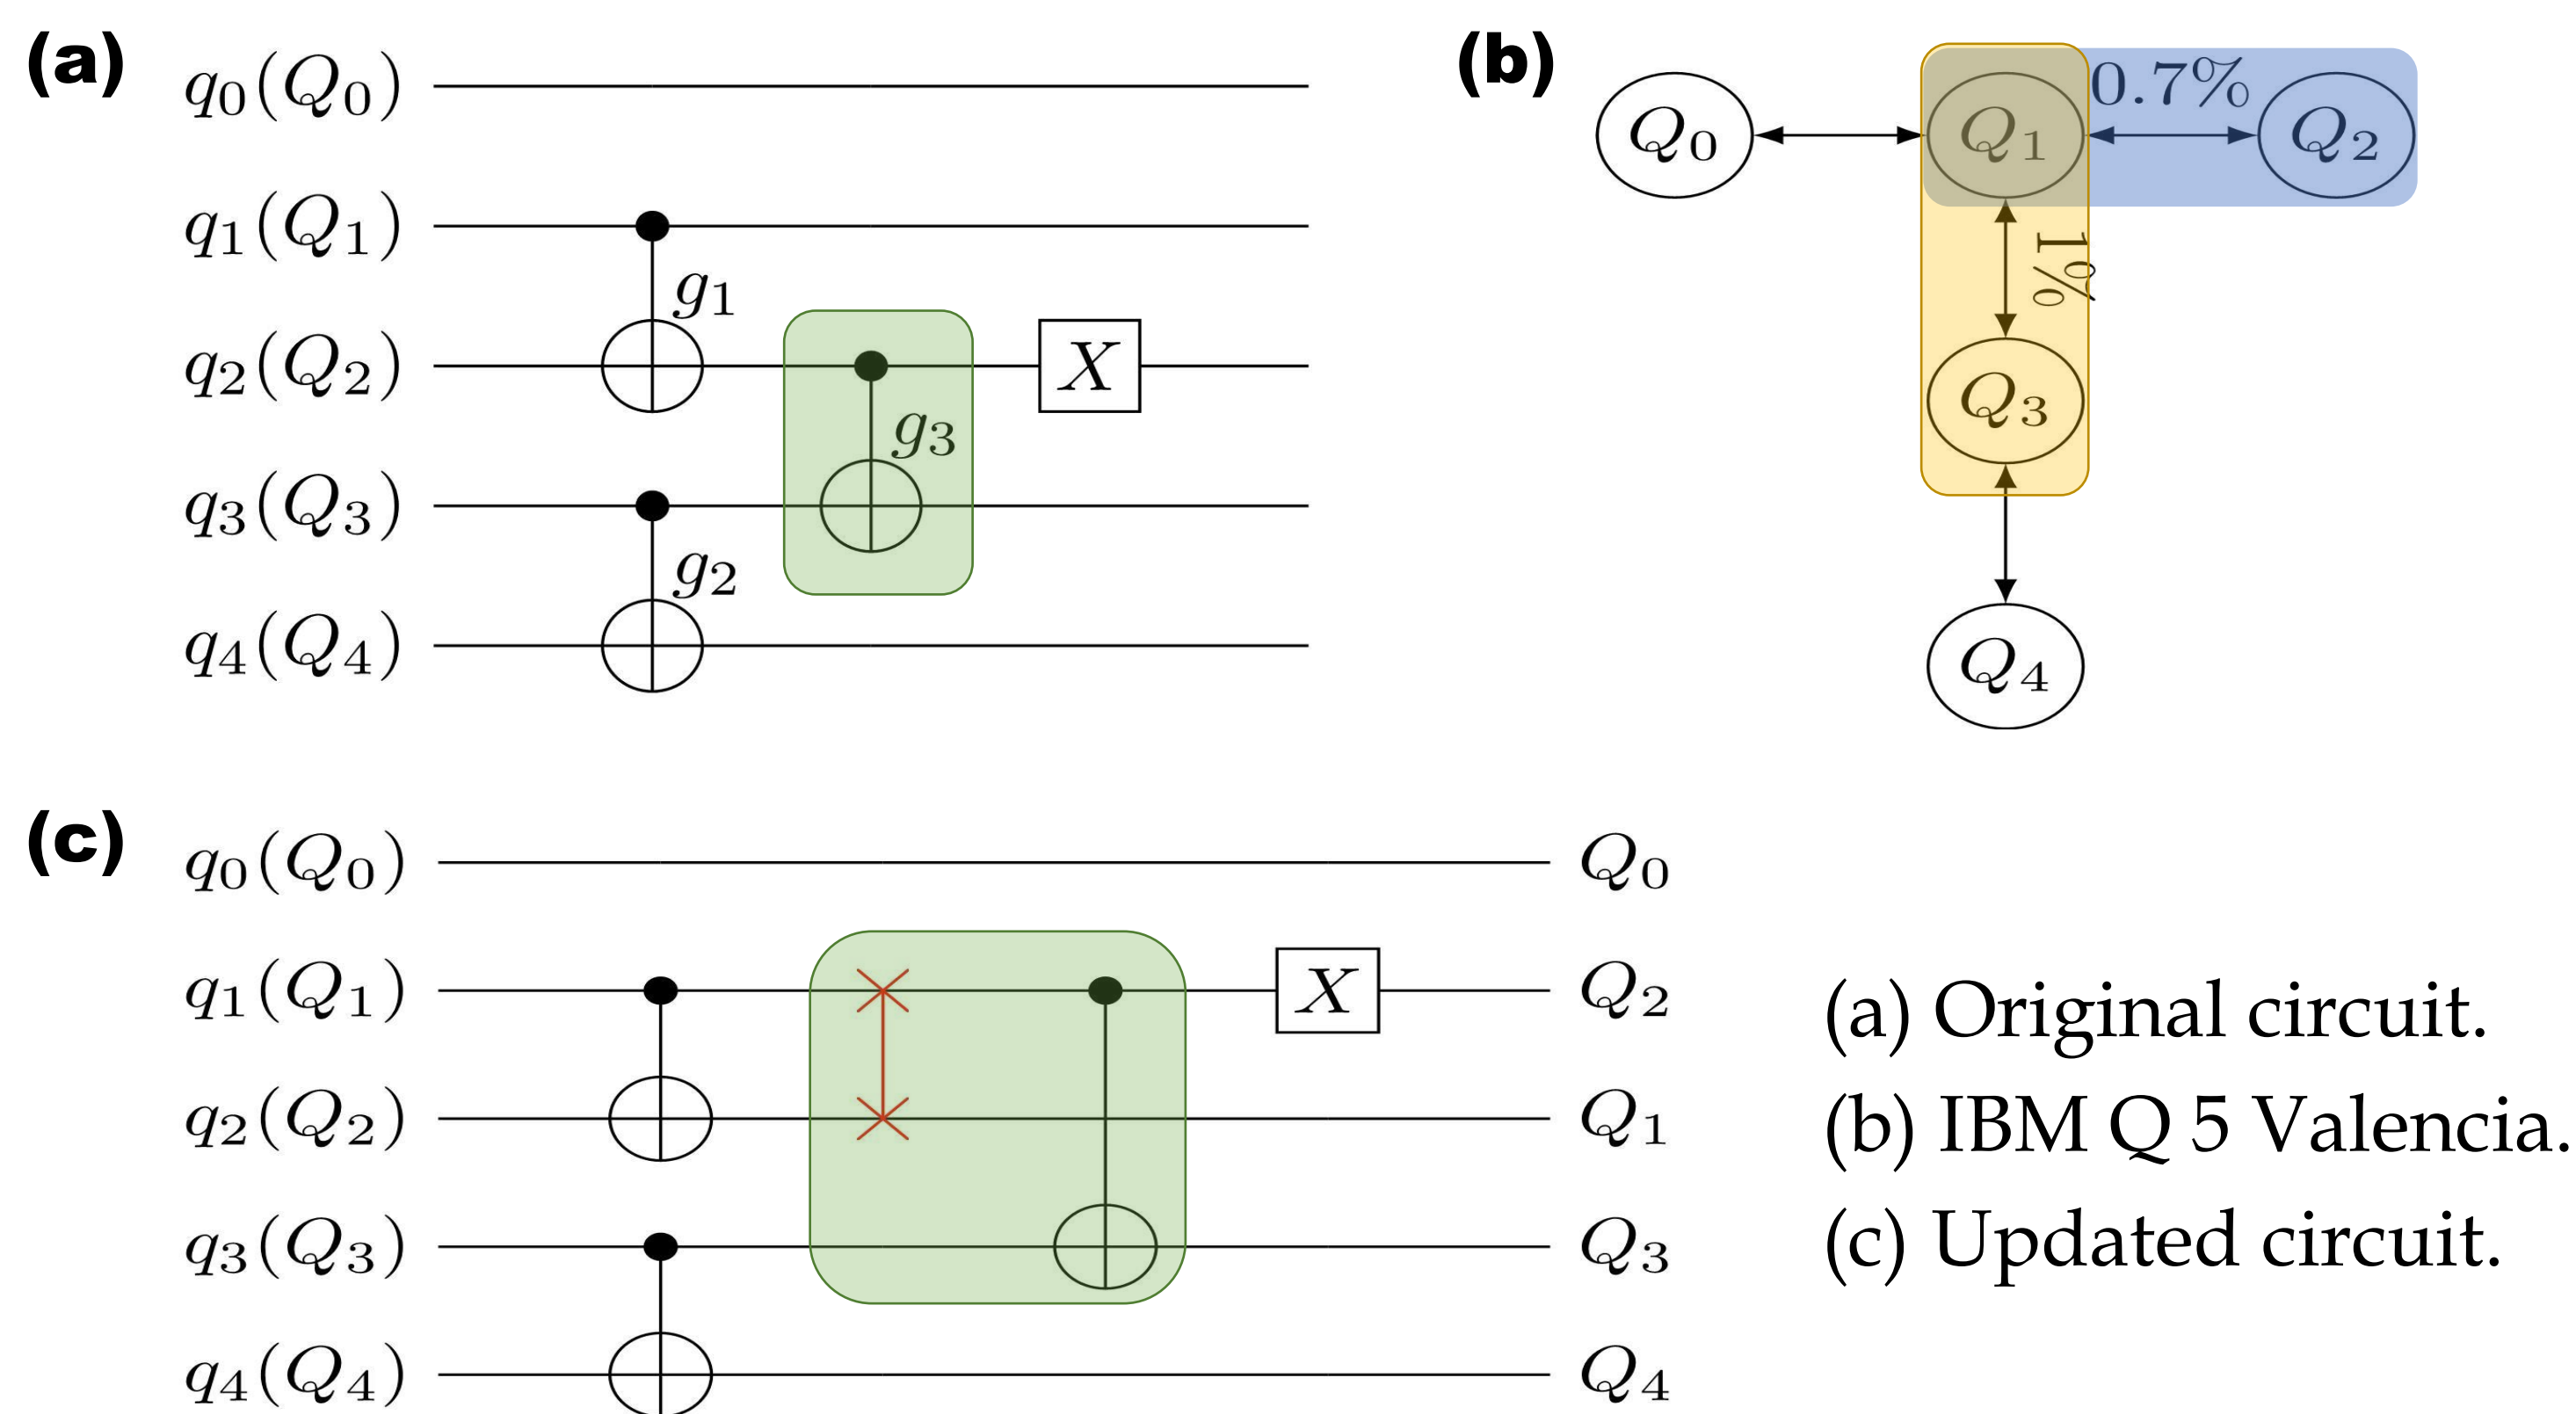 (a)
q₀(Q₀)
q₁(Q₁)
g₁
q₂(Q₂)
X
g₃
q₃(Q₃)
g₂
q₄(Q₄)
(b)
Q₀
Q₁
0.7%
Q₂
1%
Q₃
Q₄
(c)
q₀(Q₀)
Q₀
q₁(Q₁)
X
Q₂
q₂(Q₂)
Q₁
q₃(Q₃)
Q₃
q₄(Q₄)
Q₄
(a) Original circuit.
(b) IBM Q 5 Valencia.
(c) Updated circuit.